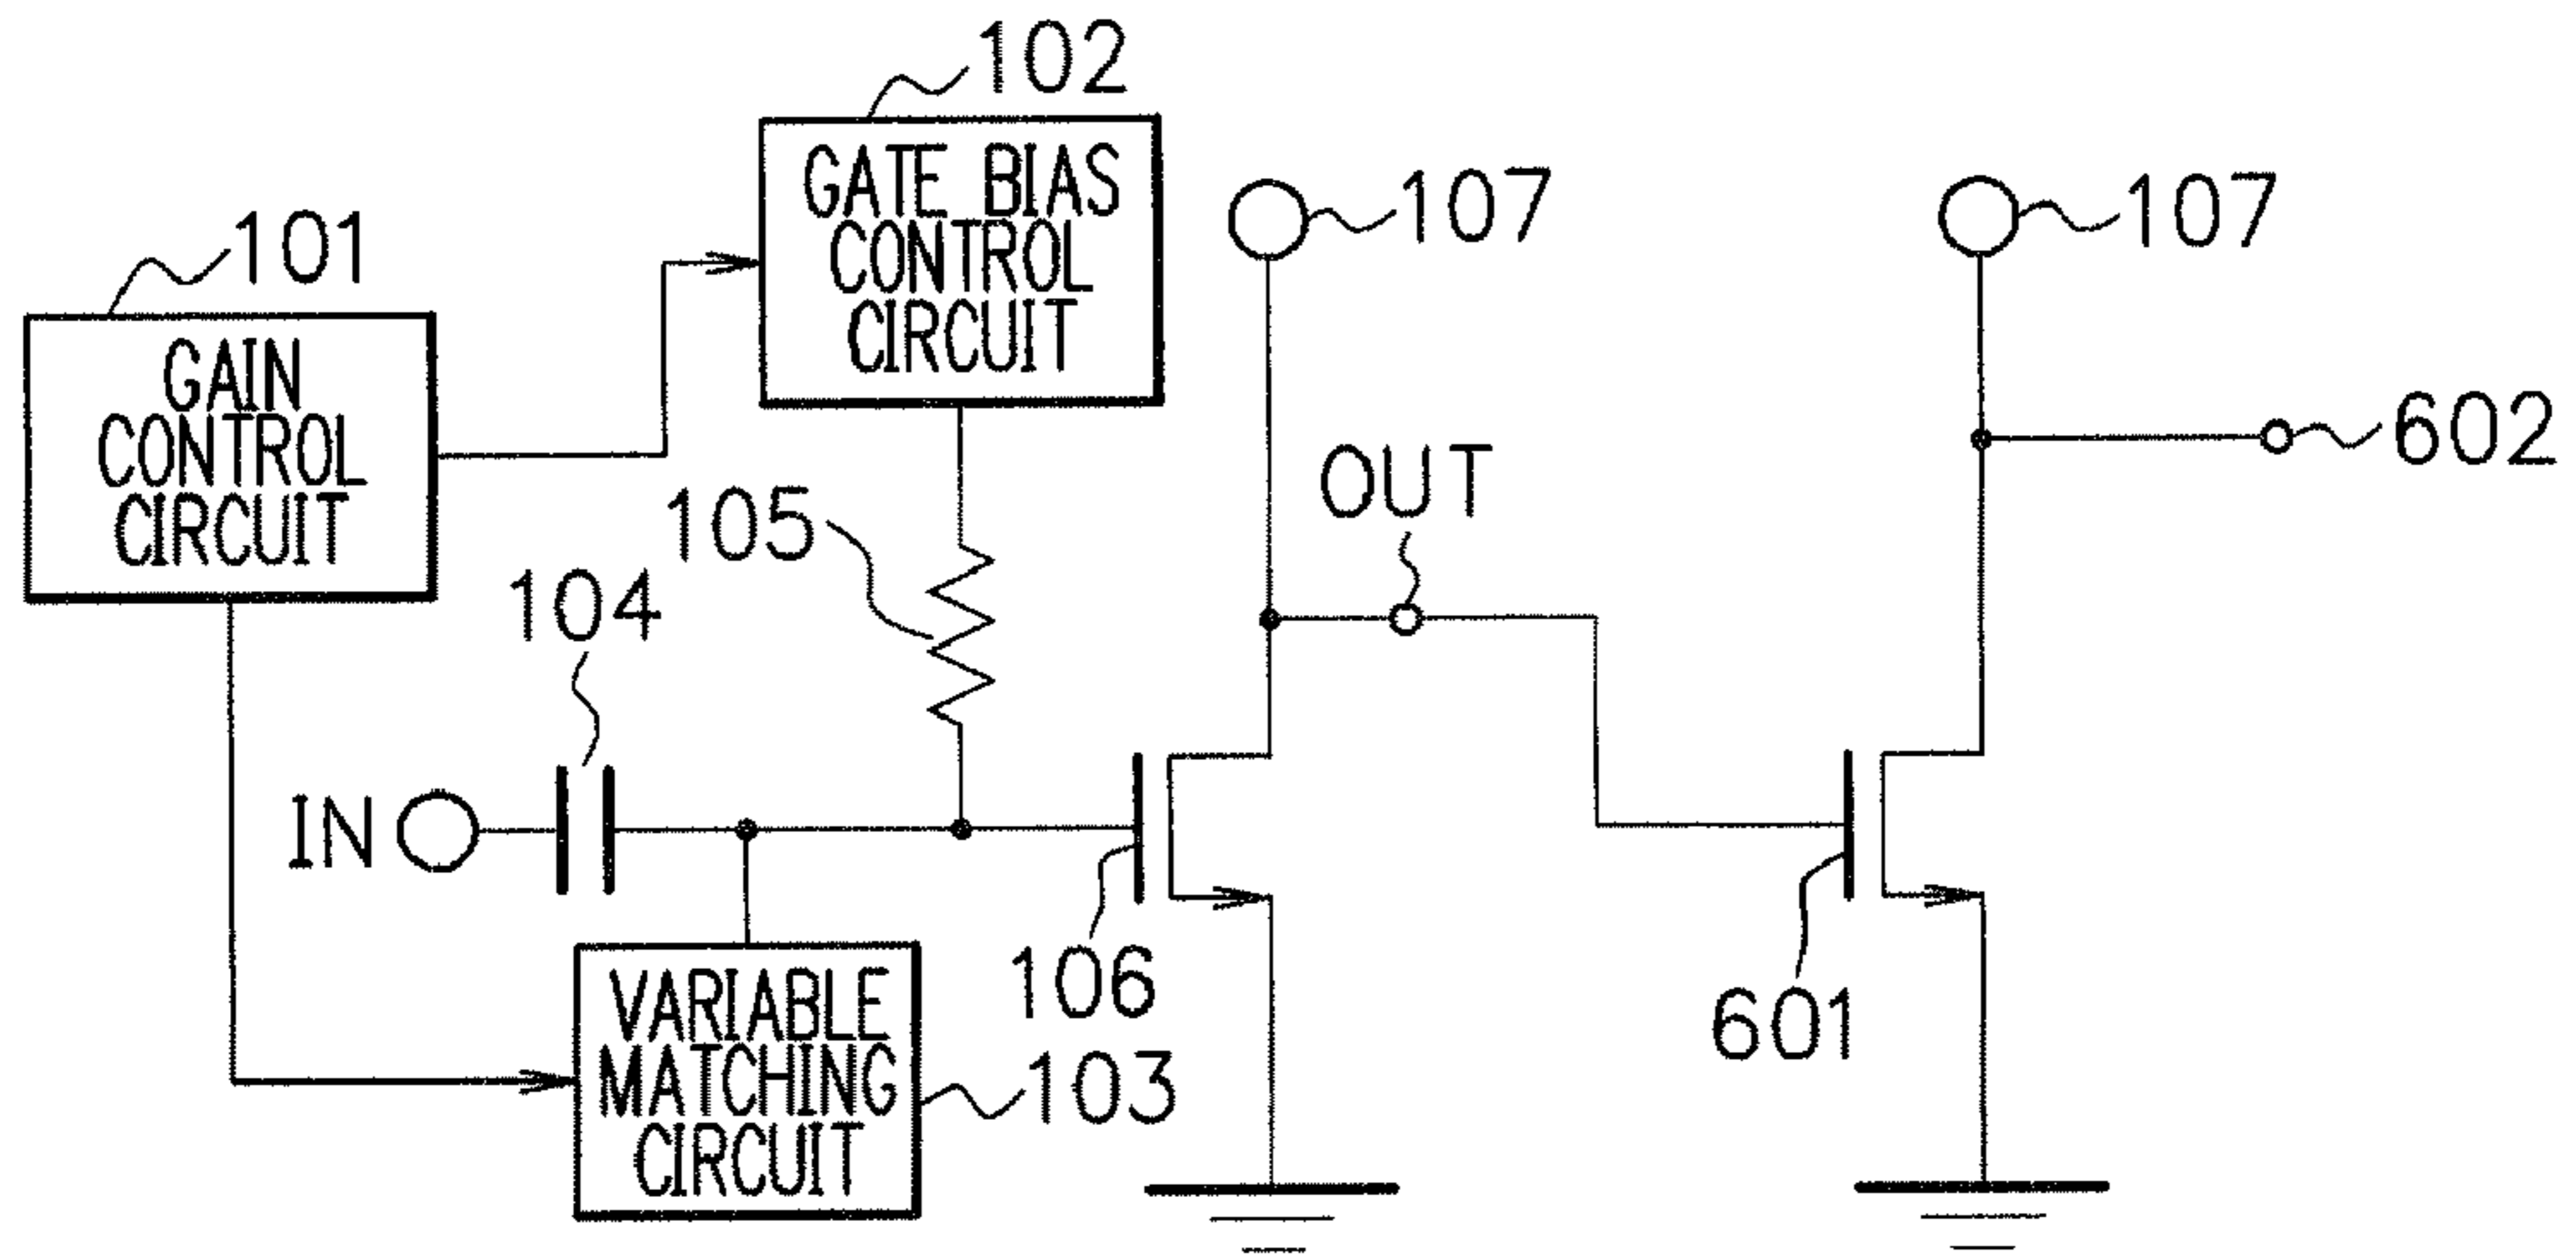 102
GATE BIAS
CONTROL
CIRCUIT
107
107
101
GAIN
CONTROL
CIRCUIT
602
OUT
105
104
IN
106
601
VARIABLE
MATCHING
CIRCUIT
103